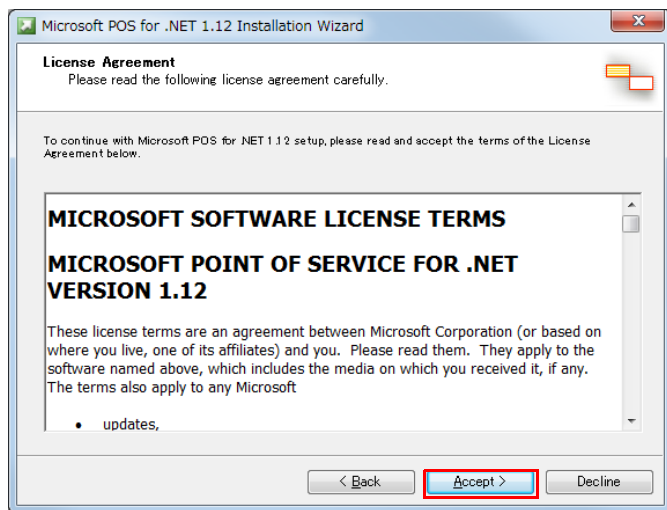 Microsoft POS for .NET 1.12 Installation Wizard
License Agreement
Please read the following license agreement carefully.
To continue with Microsoft POS for .NET 1.12 setup, please read and accept the terms of the License
Agreement below.
MICROSOFT SOFTWARE LICENSE TERMS
MICROSOFT POINT OF SERVICE FOR .NET
VERSION 1.12
These license terms are an agreement between Microsoft Corporation (or based on
where you live, one of its affiliates) and you.  Please read them.  They apply to the
software named above, which includes the media on which you received it, if any.
The terms also apply to any Microsoft
• updates,
< Back Accept > Decline